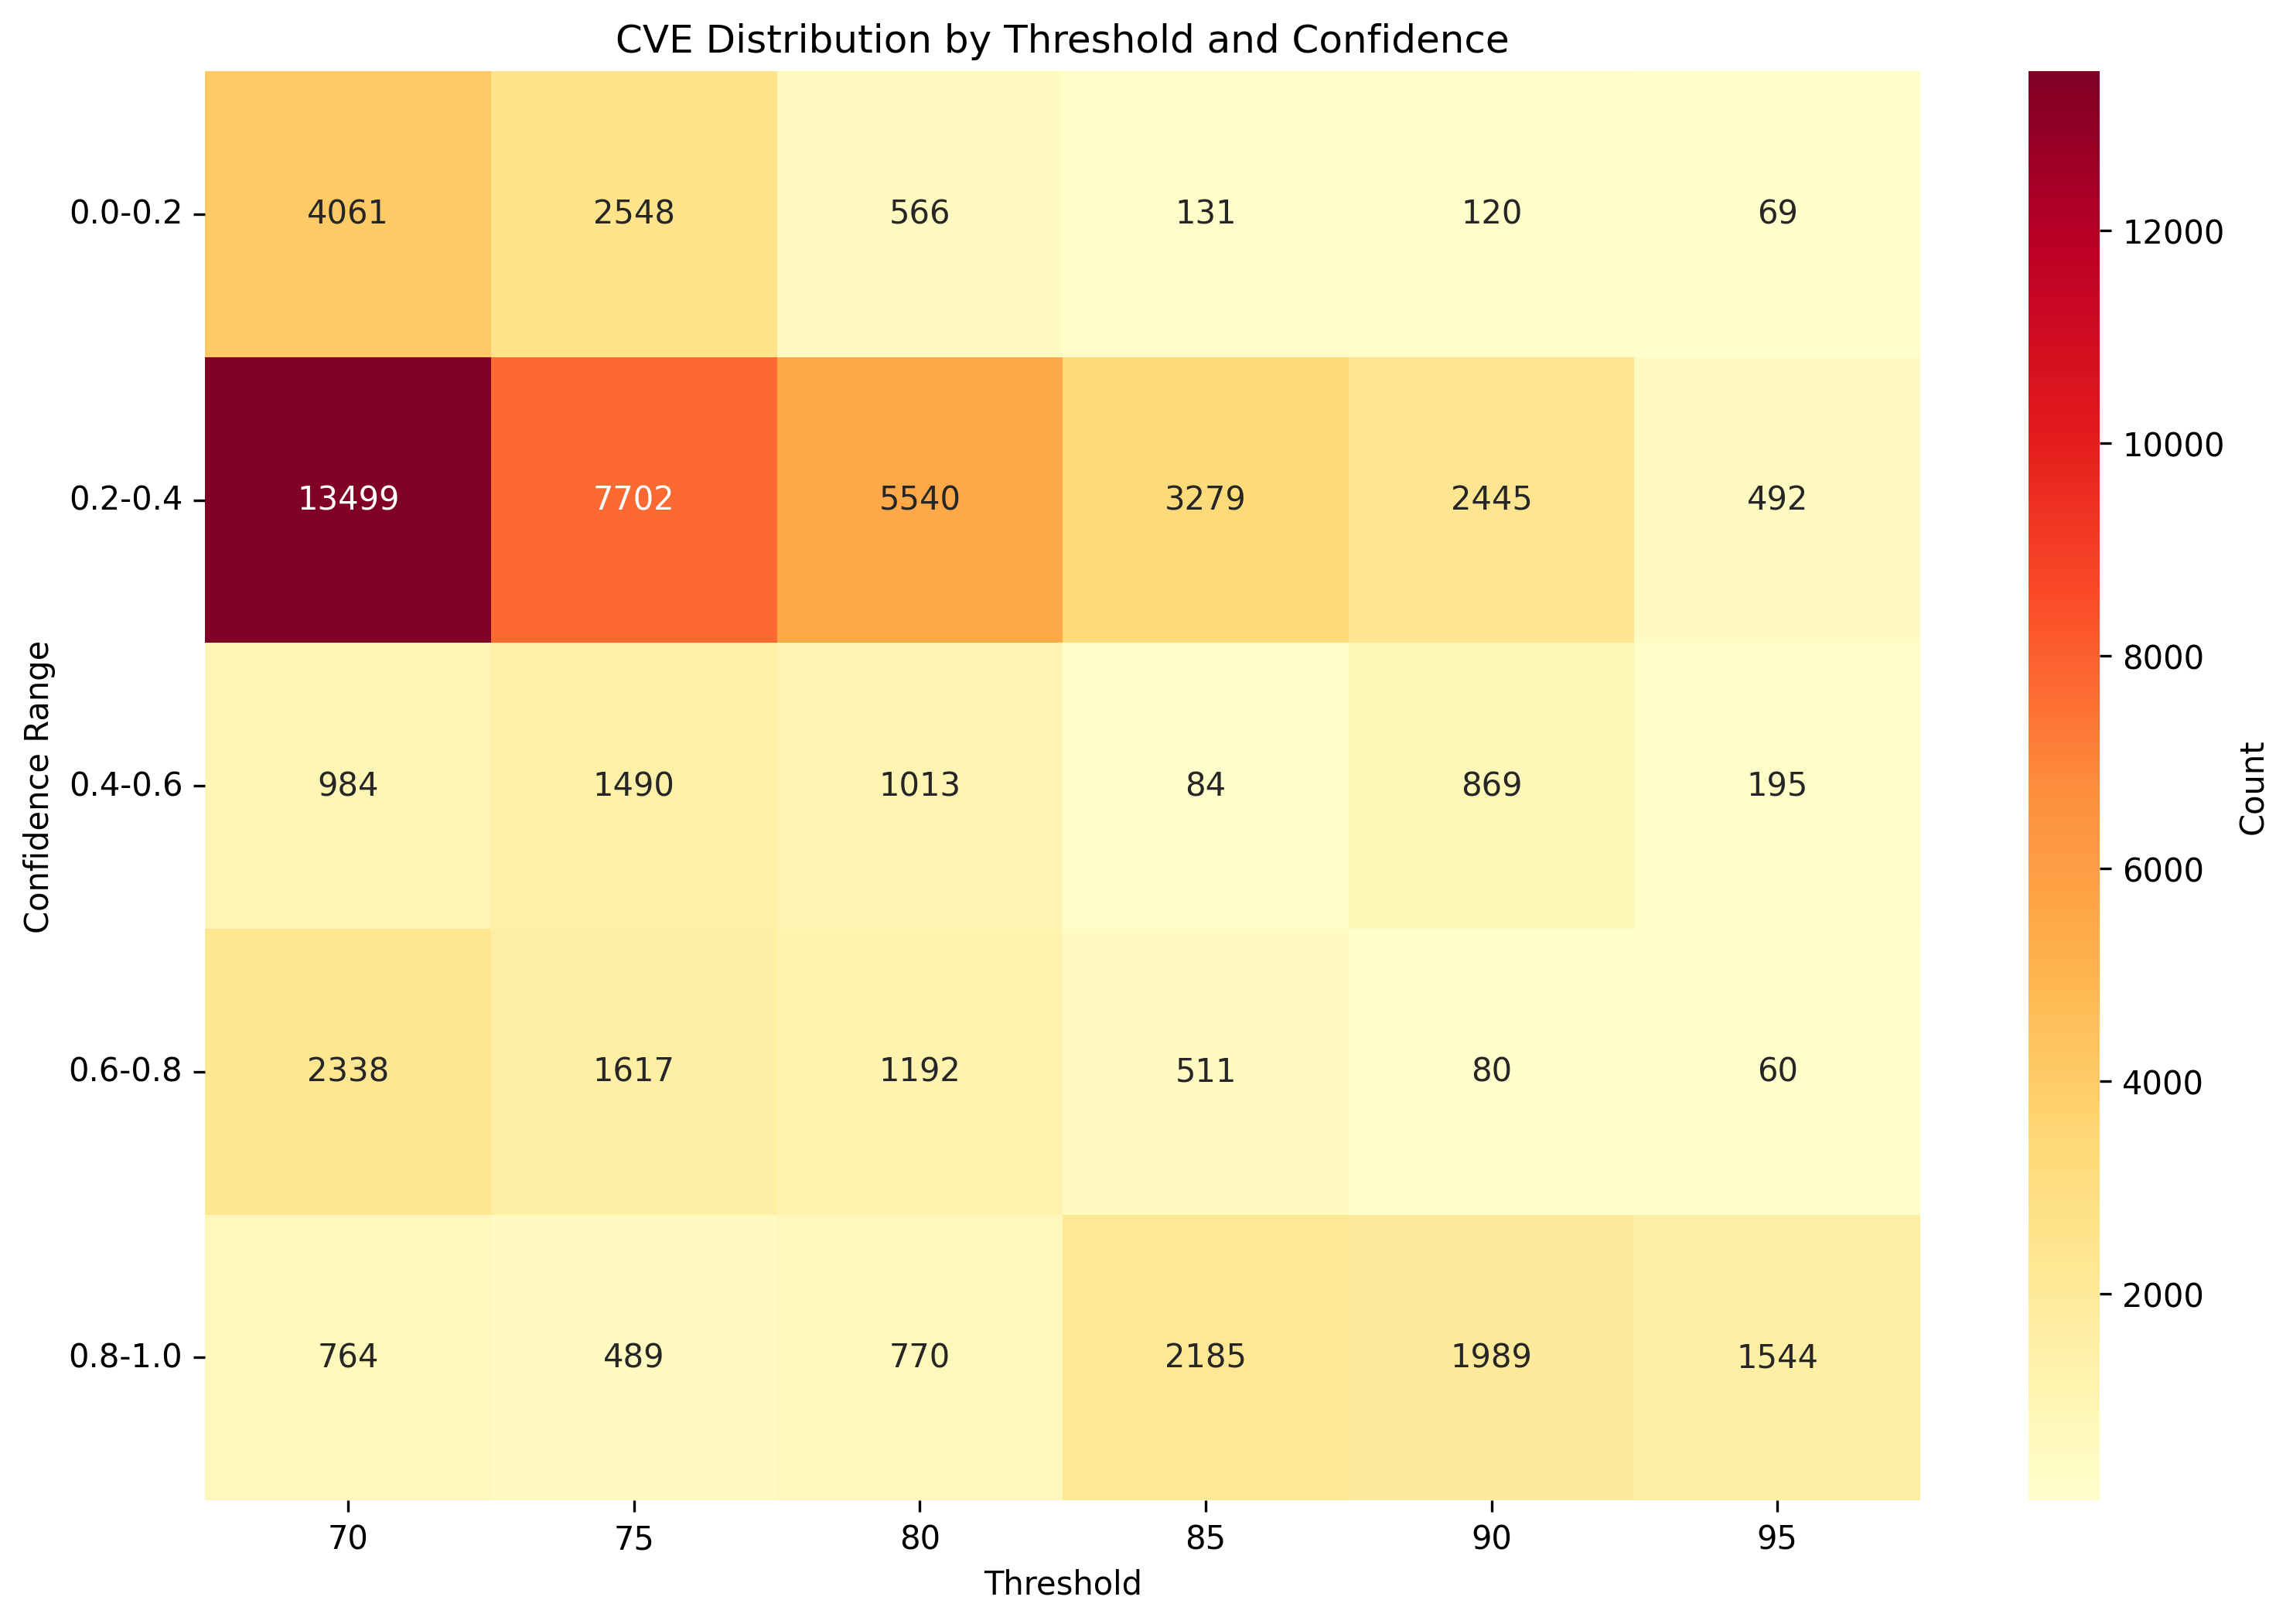 CVE Distribution by Threshold and Confidence
0.0-0.2 4061 2548 566 131 120 69
0.2-0.4 13499 7702 5540 3279 2445 492
0.4-0.6 984 1490 1013 84 869 195
0.6-0.8 2338 1617 1192 511 80 60
0.8-1.0 764 489 770 2185 1989 1544
70 75 80 85 90 95
Threshold
Confidence Range
12000
10000
8000
6000
4000
2000
Count